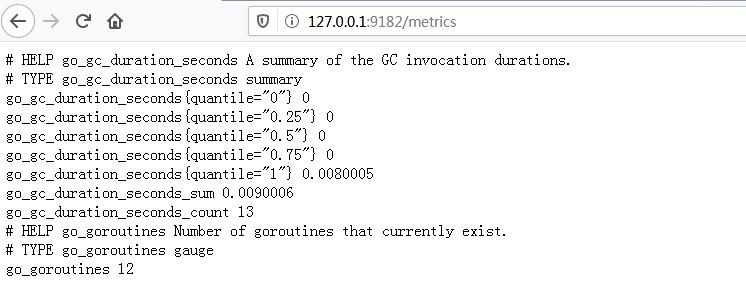 127.0.0.1:9182/metrics
# HELP go_gc_duration_seconds A summary of the GC invocation durations.
# TYPE go_gc_duration_seconds summary
go_gc_duration_seconds{quantile="0"} 0
go_gc_duration_seconds{quantile="0.25"} 0
go_gc_duration_seconds{quantile="0.5"} 0
go_gc_duration_seconds{quantile="0.75"} 0
go_gc_duration_seconds{quantile="1"} 0.0080005
go_gc_duration_seconds_sum 0.0090006
go_gc_duration_seconds_count 13
# HELP go_goroutines Number of goroutines that currently exist.
# TYPE go_goroutines gauge
go_goroutines 12